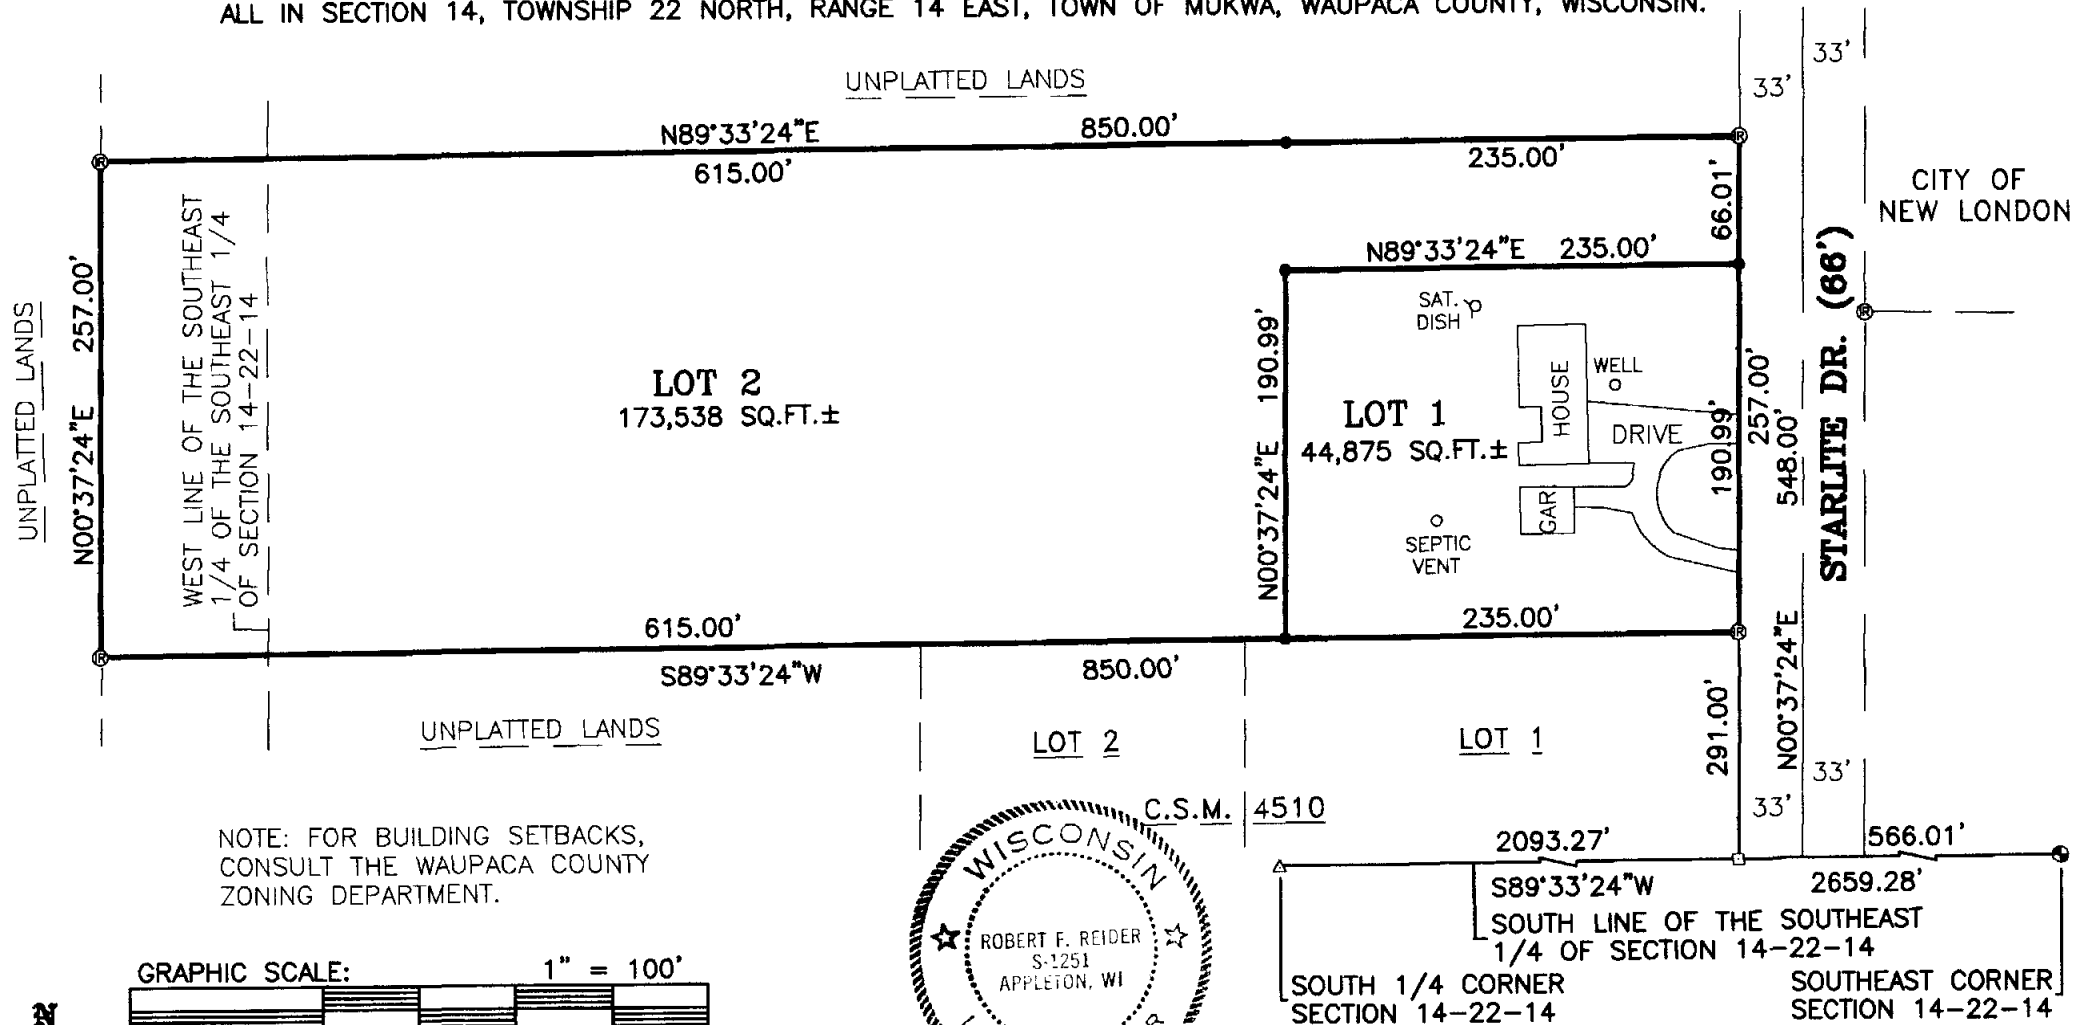 ALL IN SECTION 14, TOWNSHIP 22 NORTH, RANGE 14 EAST, TOWN OF MUKWA, WAUPACA COUNTY, WISCONSIN.
33'
33'
UNPLATTED LANDS
N89°33'24"E 850.00'
615.00'
235.00'
66.01'
CITY OF
NEW LONDON
N89°33'24"E 235.00'
UNPLATTED LANDS
N00°37'24"E 257.00'
WEST LINE OF THE SOUTHEAST
1/4 OF THE SOUTHEAST 1/4
OF SECTION 14-22-14
LOT 2
173,538 SQ.FT.±
N00°37'24"E 190.99'
SAT.
DISH
HOUSE
WELL
LOT 1
44,875 SQ.FT.±
DRIVE
GAR.
SEPTIC
VENT
190.99'
257.00'
548.00'
N00°37'24"E
STARLITE DR. (66')
615.00'
235.00'
S89°33'24"W
850.00'
291.00'
UNPLATTED LANDS
LOT 2
LOT 1
33'
33'
C.S.M. 4510
NOTE: FOR BUILDING SETBACKS,
CONSULT THE WAUPACA COUNTY
ZONING DEPARTMENT.
2093.27'
566.01'
S89°33'24"W
2659.28'
SOUTH LINE OF THE SOUTHEAST
1/4 OF SECTION 14-22-14
SOUTH 1/4 CORNER
SECTION 14-22-14
SOUTHEAST CORNER
SECTION 14-22-14
WISCONSIN
ROBERT F. REIDER
S-1251
APPLETON, WI
GRAPHIC SCALE: 1" = 100'
N
IR
IR
IR
IR
IR